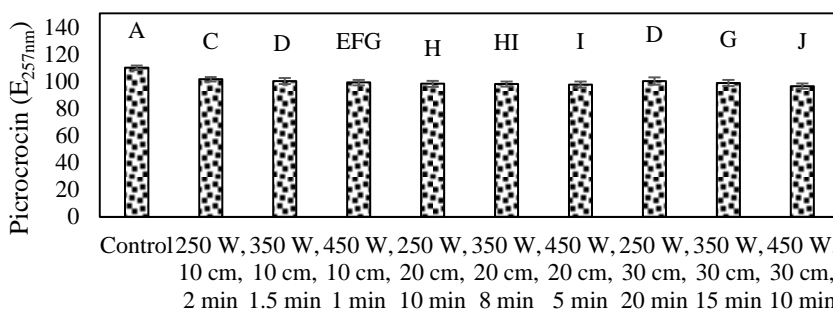 Picrocrocin (E257nm)
140
120
100
80
60
40
20
0
A
C
D
EFG
H
HI
I
D
G
J
Control
250 W,
10 cm,
2 min
350 W,
10 cm,
1.5 min
450 W,
10 cm,
1 min
250 W,
20 cm,
10 min
350 W,
20 cm,
8 min
450 W,
20 cm,
5 min
250 W,
30 cm,
20 min
350 W,
30 cm,
15 min
450 W,
30 cm,
10 min